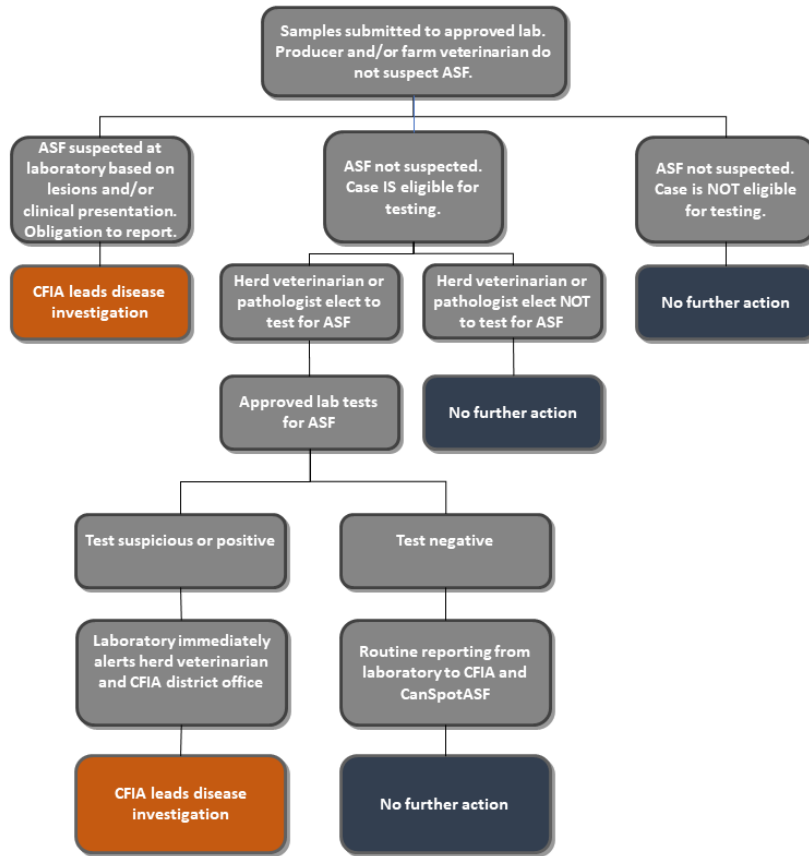 Samples submitted to approved lab.
Producer and/or farm veterinarian do
not suspect ASF.
ASF suspected at
laboratory based on
lesions and/or
clinical presentation.
Obligation to report.
ASF not suspected.
Case IS eligible for
testing.
ASF not suspected.
Case is NOT eligible
for testing.
CFIA leads disease
investigation
Herd veterinarian or
pathologist elect to
test for ASF
Herd veterinarian or
pathologist elect NOT
to test for ASF
No further action
Approved lab tests
for ASF
No further action
Test suspicious or positive
Test negative
Laboratory immediately
alerts herd veterinarian
and CFIA district office
Routine reporting from
laboratory to CFIA and
CanSpotASF
CFIA leads disease
investigation
No further action